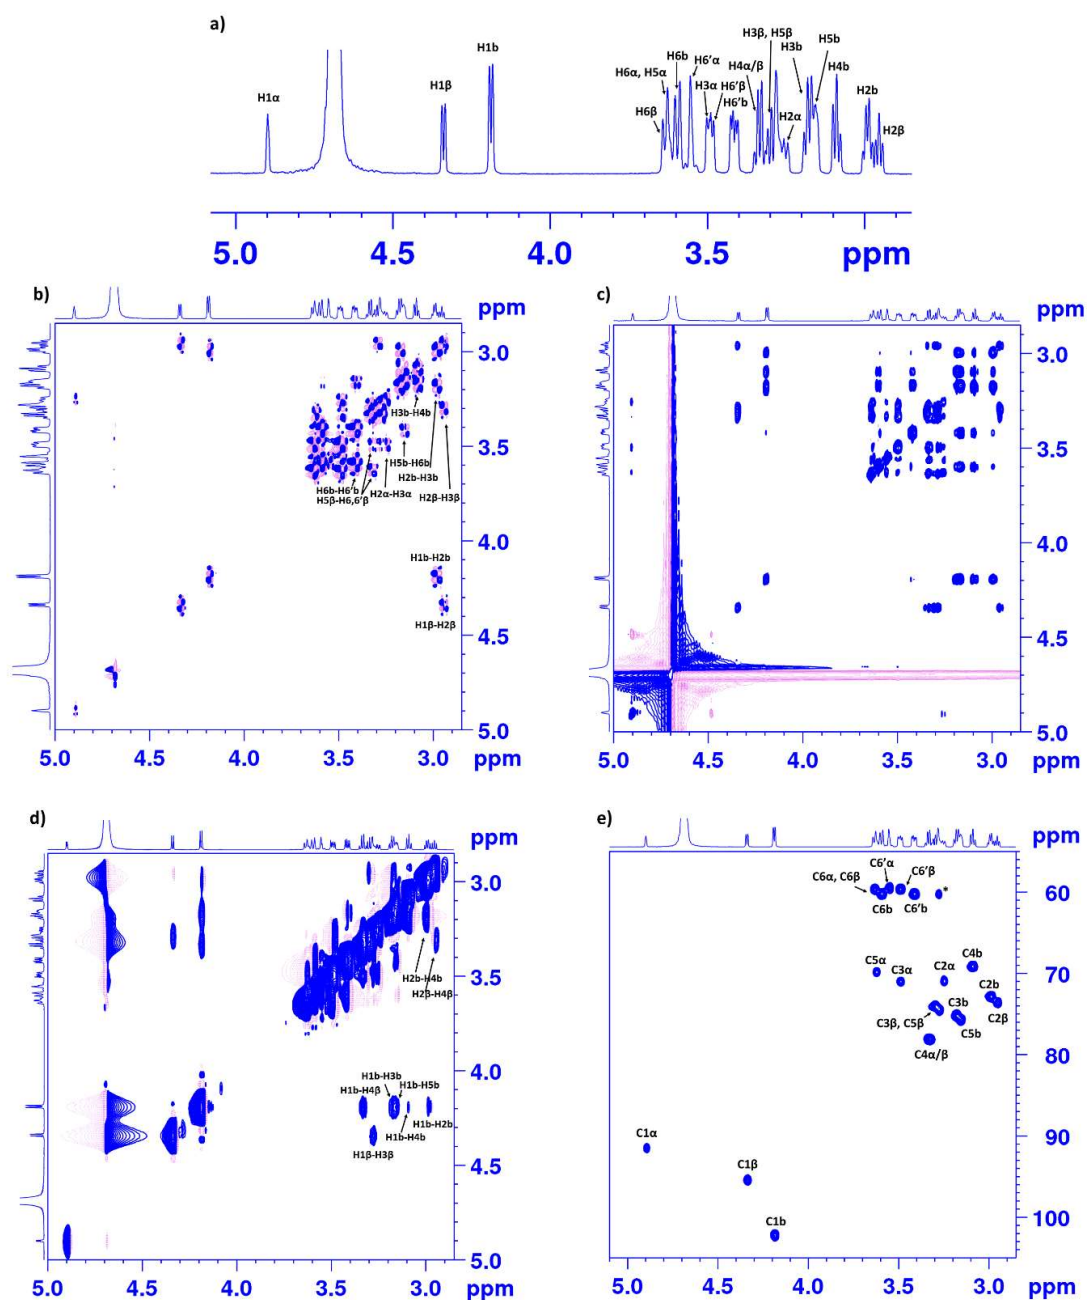 a)
H1α
H1β
H1b
H6β
H6α, H5α
H6b
H6'α
H3α
H6'β
H6'b
H4α/β
H3β, H5β
H2α
H3b
H5b
H4b
H2b
H2β
5.0 4.5 4.0 3.5 ppm
b)
ppm
3.0
3.5
4.0
4.5
5.0
H3b-H4b
H5b-H6b
H2b-H3b
H6b-H6'b
H5β-H6,6'β
H2α-H3α
H2β-H3β
H1b-H2b
H1β-H2β
5.0 4.5 4.0 3.5 3.0 ppm
c)
ppm
3.0
3.5
4.0
4.5
5.0
5.0 4.5 4.0 3.5 3.0 ppm
d)
ppm
3.0
3.5
4.0
4.5
5.0
H2b-H4b
H2β-H4β
H1b-H3b
H1b-H4β
H1b-H5b
H1b-H4b
H1b-H2b
H1β-H3β
5.0 4.5 4.0 3.5 3.0 ppm
e)
ppm
60
70
80
90
100
C6'α
C6α, C6β
C6'β
C6b
C6'b
*
C5α
C3α
C2α
C4b
C2b
C3b
C2β
C3β, C5β
C5b
C4α/β
C1α
C1β
C1b
5.0 4.5 4.0 3.5 3.0 ppm